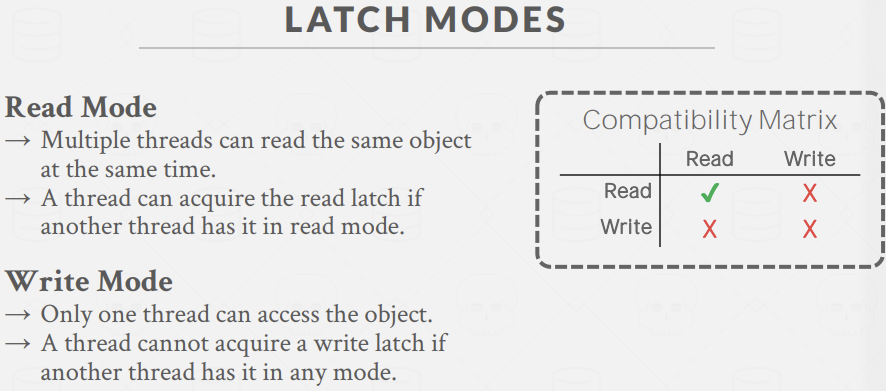 LATCH MODES
Read Mode
→ Multiple threads can read the same object
at the same time.
→ A thread can acquire the read latch if
another thread has it in read mode.
Write Mode
→ Only one thread can access the object.
→ A thread cannot acquire a write latch if
another thread has it in any mode.
Compatibility Matrix
Read Write
Read ✓ X
Write X X